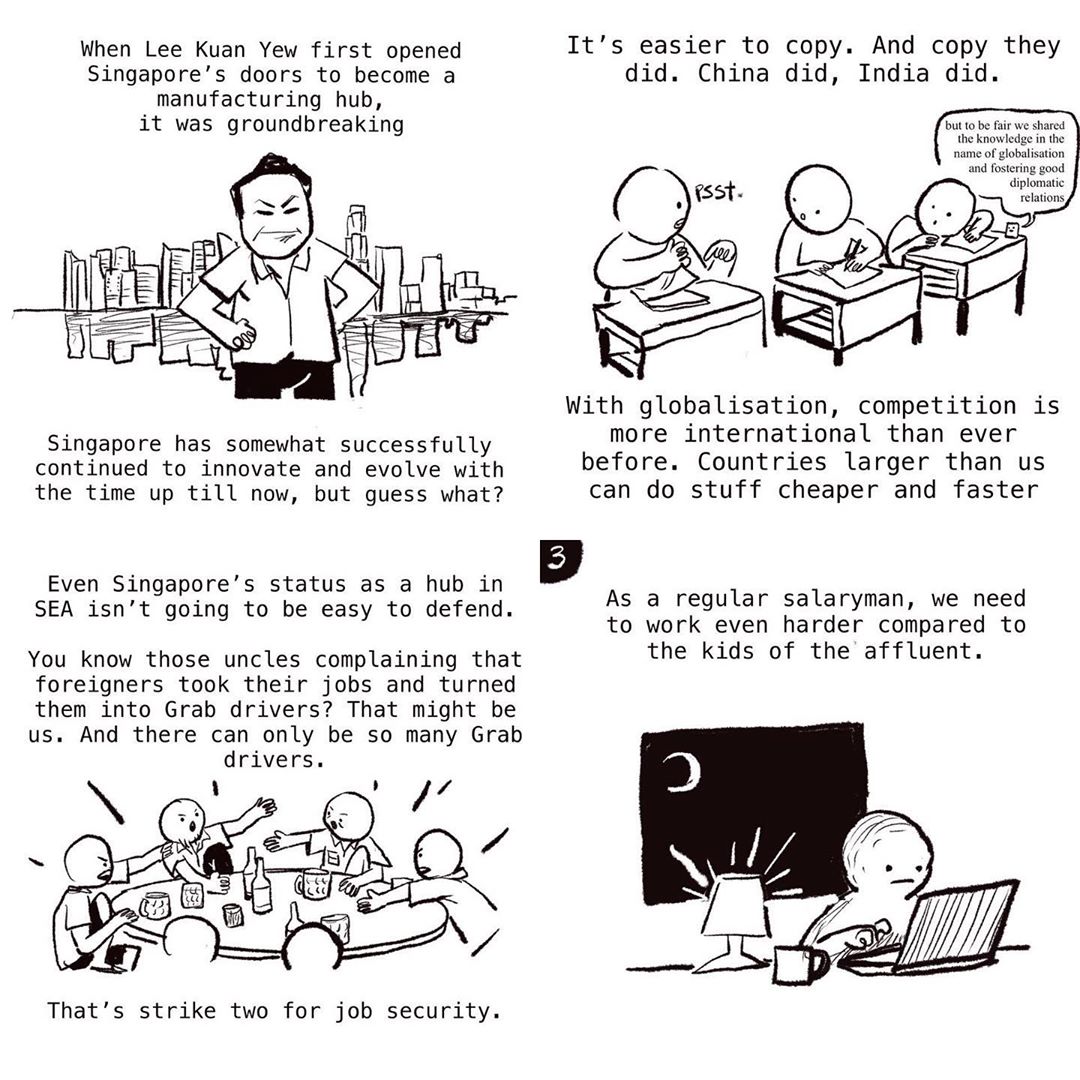 When Lee Kuan Yew first opened
Singapore's doors to become a
manufacturing hub,
it was groundbreaking
Singapore has somewhat successfully
continued to innovate and evolve with
the time up till now, but guess what?
It's easier to copy. And copy they
did. China did, India did.
PSST.
but to be fair we shared
the knowledge in the
name of globalisation
and fostering good
diplomatic
relations
With globalisation, competition is
more international than ever
before. Countries larger than us
can do stuff cheaper and faster
Even Singapore's status as a hub in
SEA isn't going to be easy to defend.
You know those uncles complaining that
foreigners took their jobs and turned
them into Grab drivers? That might be
us. And there can only be so many Grab
drivers.
That's strike two for job security.
3
As a regular salaryman, we need
to work even harder compared to
the kids of the affluent.